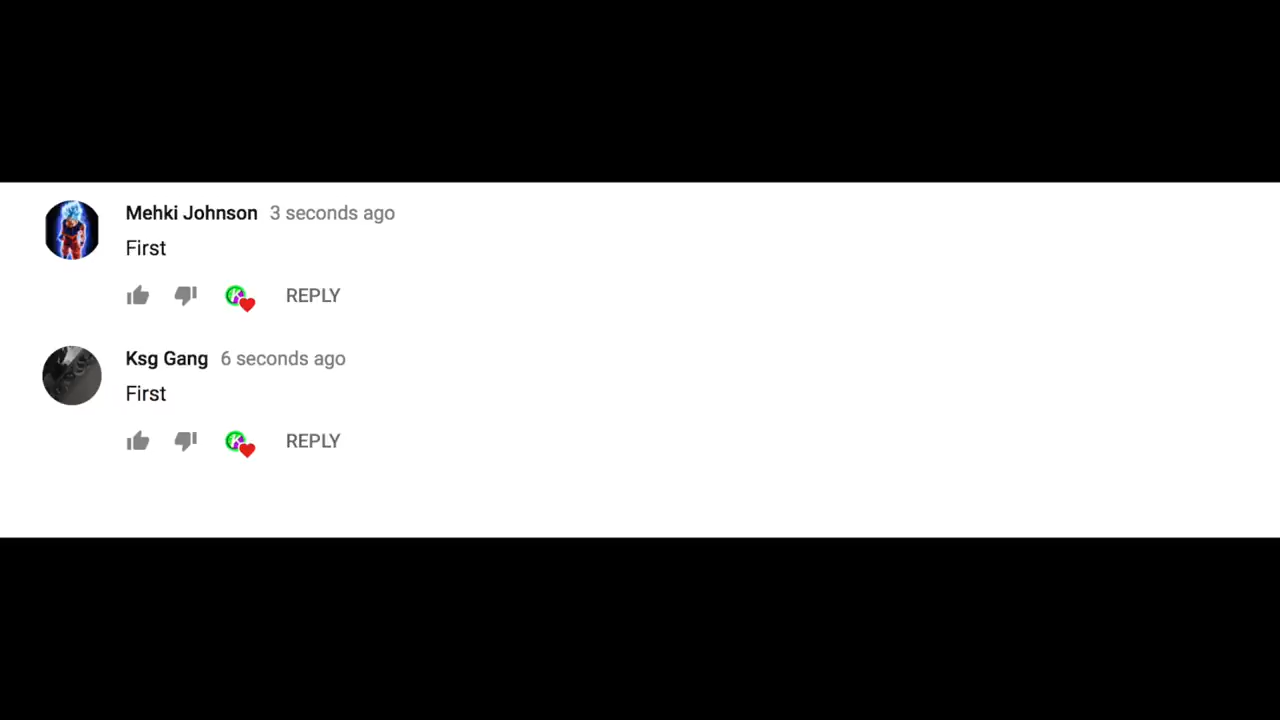 Mehki Johnson 3 seconds ago
First
REPLY
Ksg Gang 6 seconds ago
First
REPLY